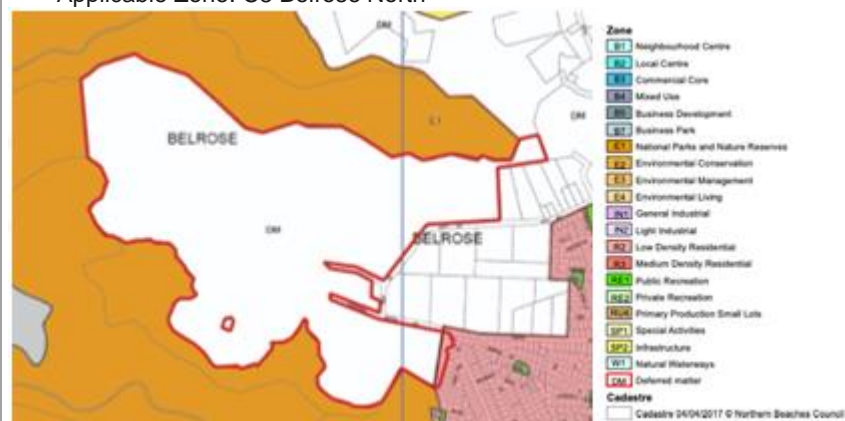 Applicable Zone: C8 Belrose North
DM
DM
E1
BELROSE
DM
BELROSE
Zone
B1 Neighbourhood Centre
B2 Local Centre
B3 Commercial Core
B4 Mixed Use
B5 Business Development
B7 Business Park
E1 National Parks and Nature Reserves
E2 Environmental Conservation
E3 Environmental Management
E4 Environmental Living
IN1 General Industrial
IN2 Light Industrial
R2 Low Density Residential
R3 Medium Density Residential
RE1 Public Recreation
RE2 Private Recreation
RU4 Primary Production Small Lots
SP1 Special Activities
SP2 Infrastructure
W1 Natural Waterways
DM Deferred matter
Cadastre
Cadastre 04/04/2017 © Northern Beaches Council